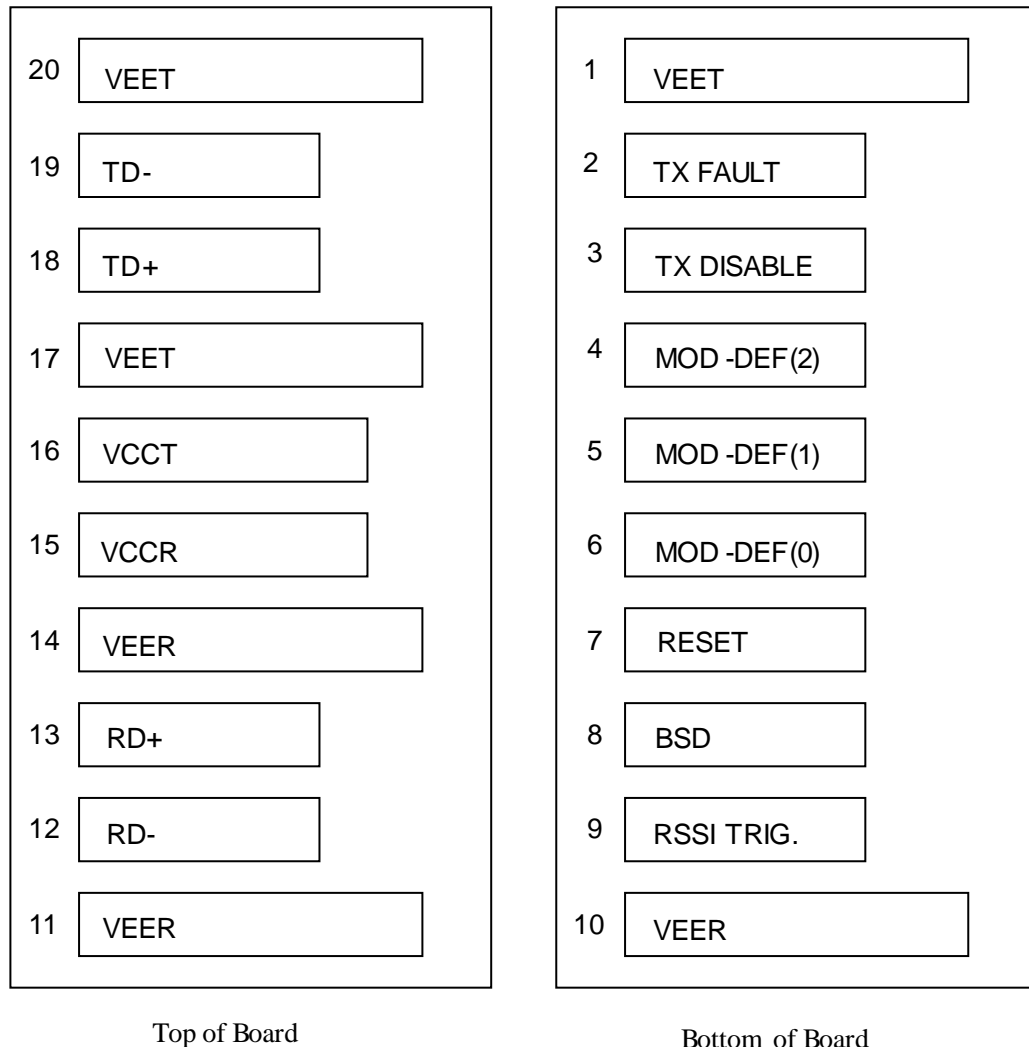 20 VEET
19 TD-
18 TD+
17 VEET
16 VCCT
15 VCCR
14 VEER
13 RD+
12 RD-
11 VEER
Top of Board
1 VEET
2 TX FAULT
3 TX DISABLE
4 MOD -DEF(2)
5 MOD -DEF(1)
6 MOD -DEF(0)
7 RESET
8 BSD
9 RSSI TRIG.
10 VEER
Bottom of Board